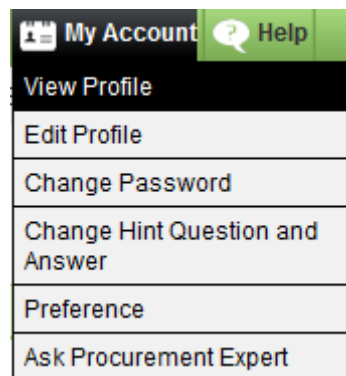 My Account Help
View Profile
Edit Profile
Change Password
Change Hint Question and
Answer
Preference
Ask Procurement Expert